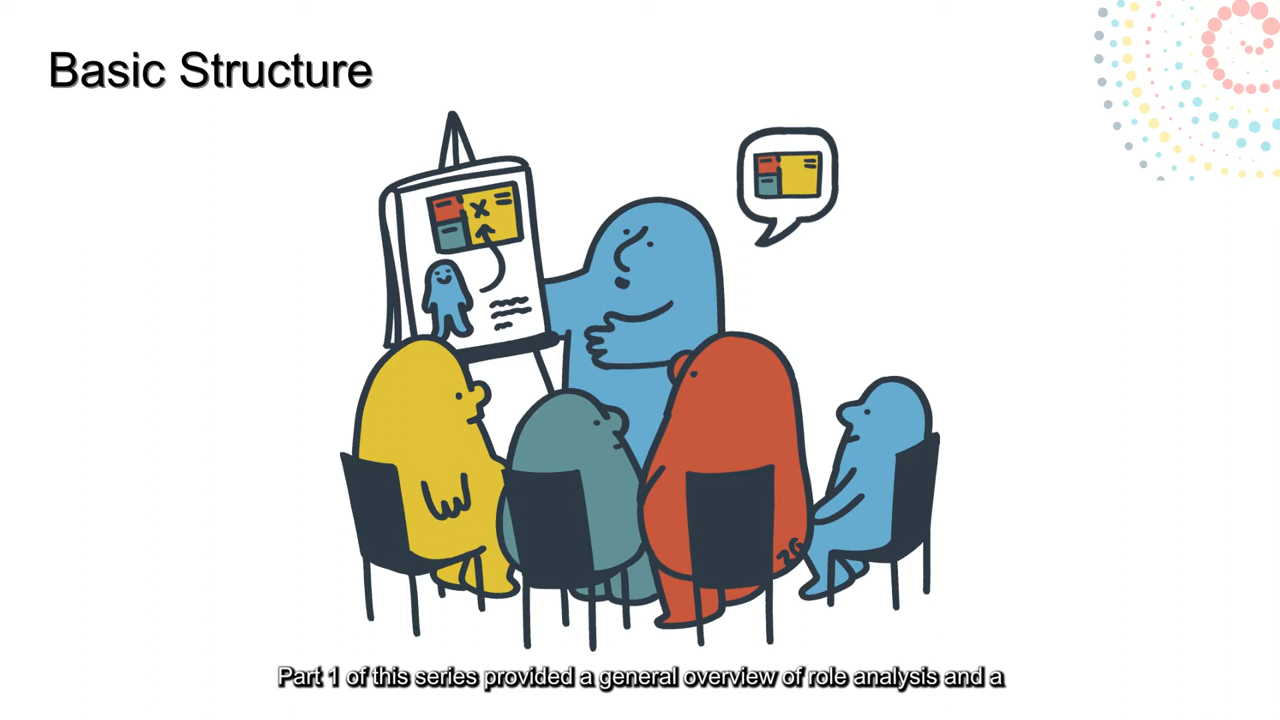 Basic Structure
Part 1 of this series provided a general overview of role analysis and a